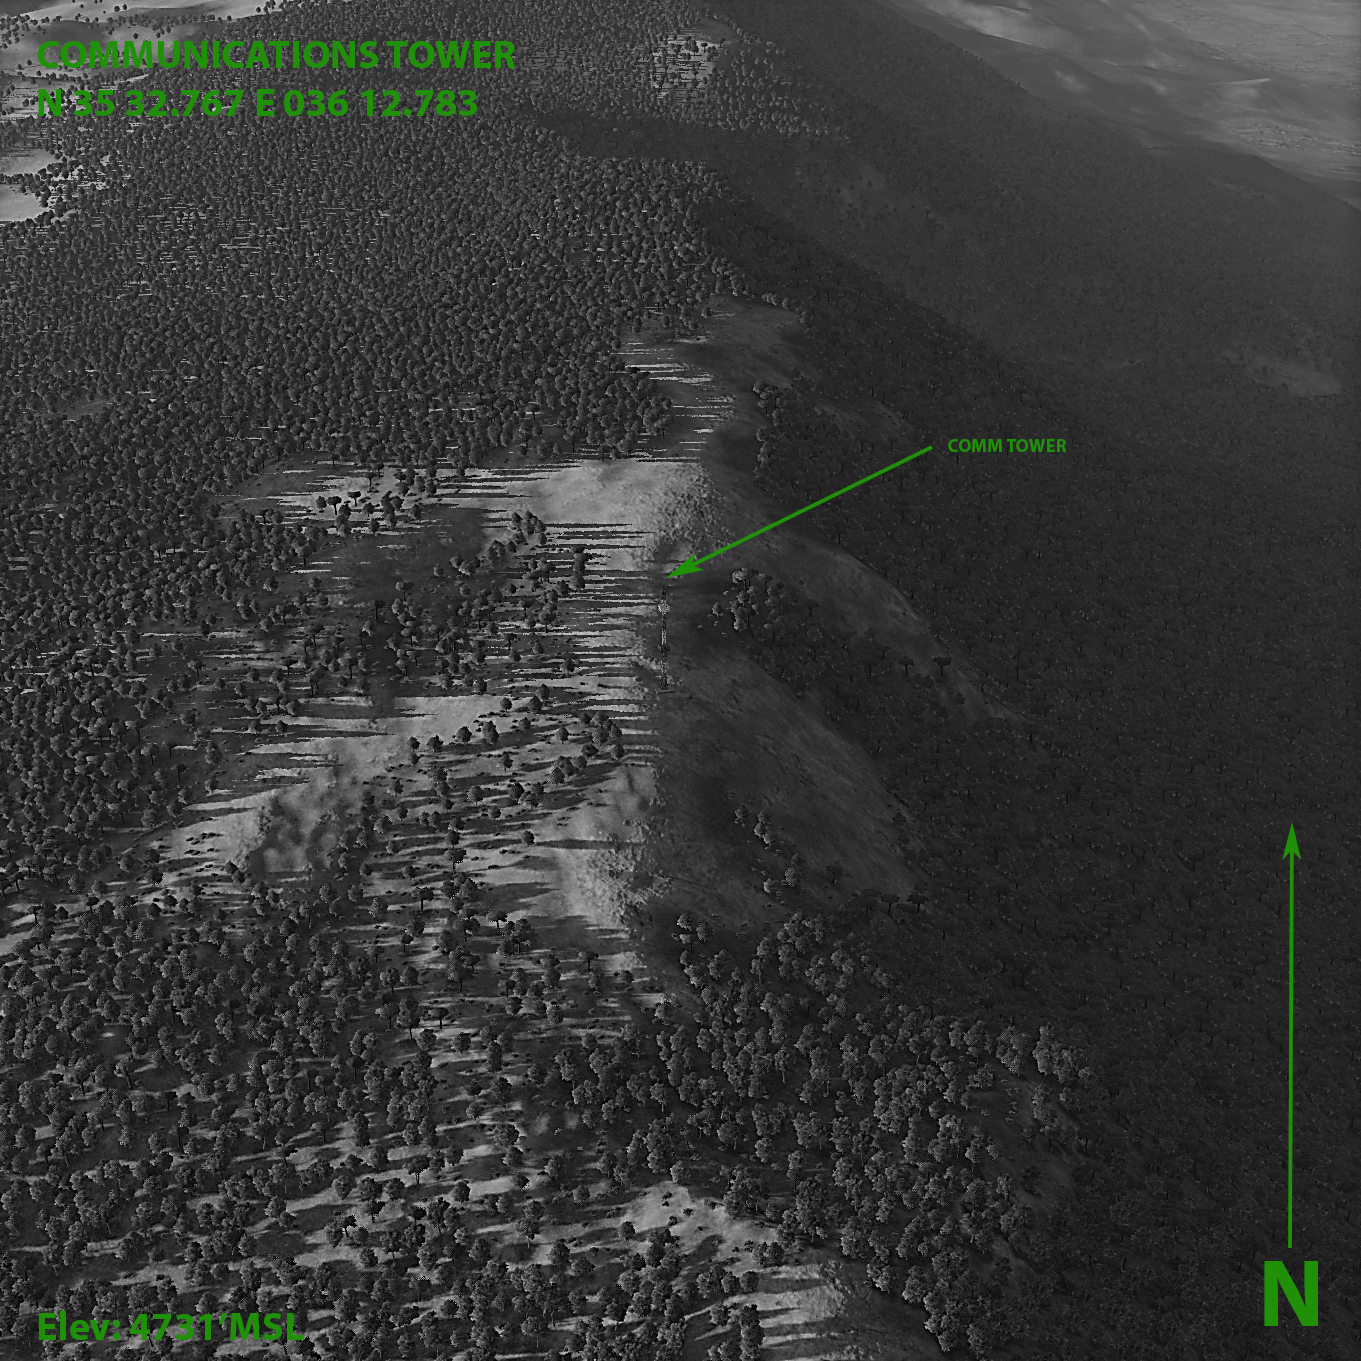 COMMUNICATIONS TOWER
N 35 32.767 E 036 12.783
COMM TOWER
N
Elev: 4731'MSL